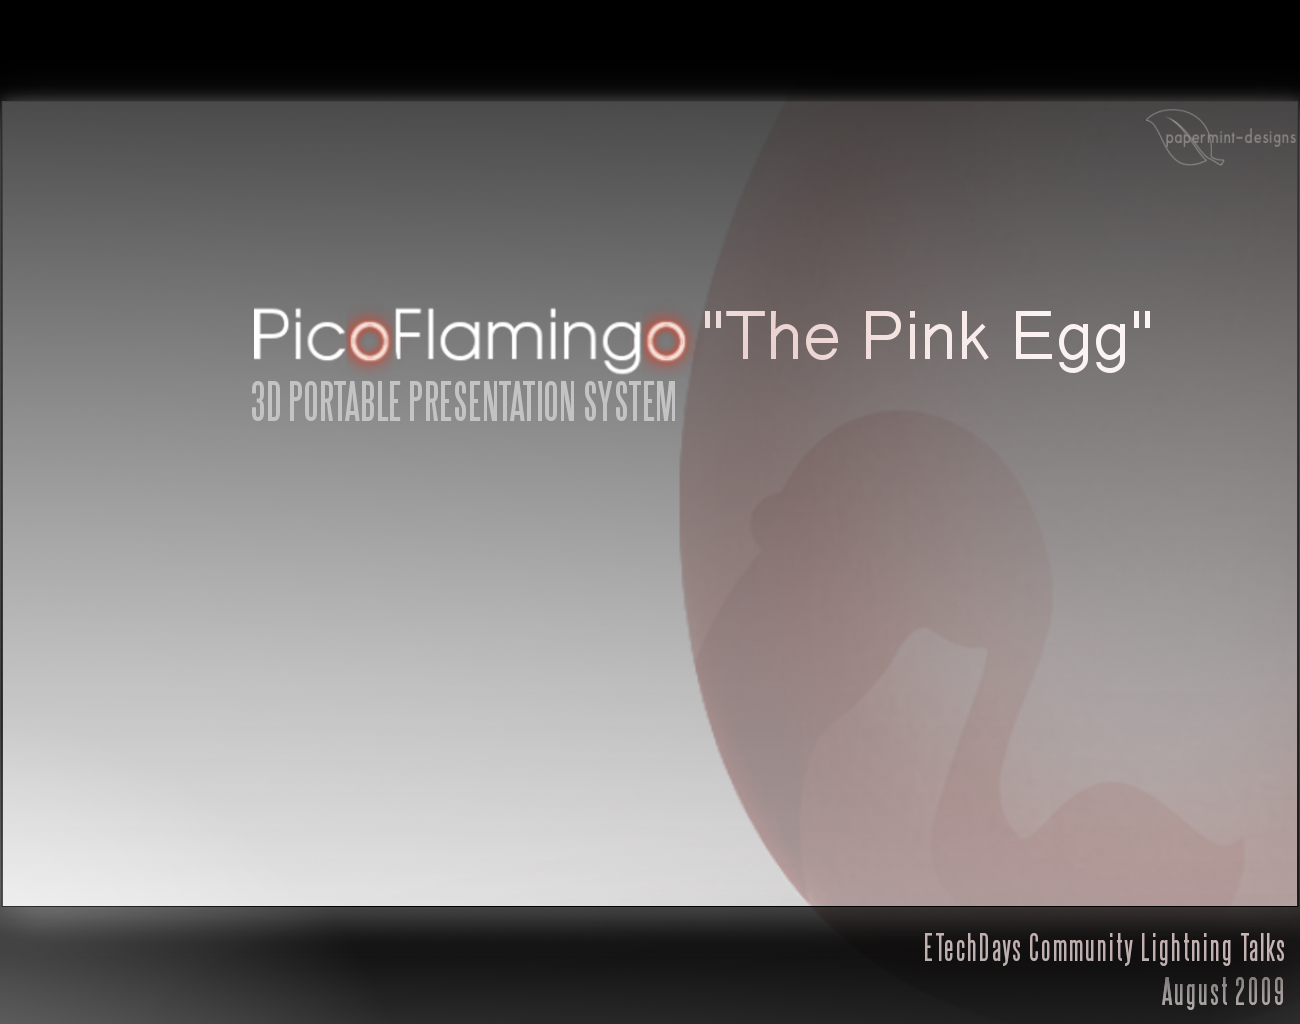 papermint-designs
PicoFlamingo "The Pink Egg"
3D PORTABLE PRESENTATION SYSTEM
ETechDays Community Lightning Talks
August 2009